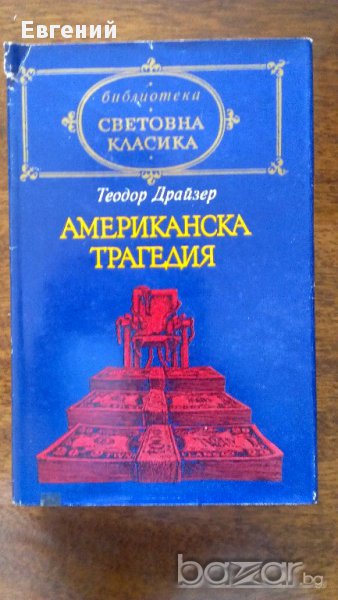 Евгений
библиотека
СВЕТОВНА
КЛАСИКА
Теодор Драйзер
АМЕРИКАНСКА
ТРАГЕДИЯ
bazar.bg